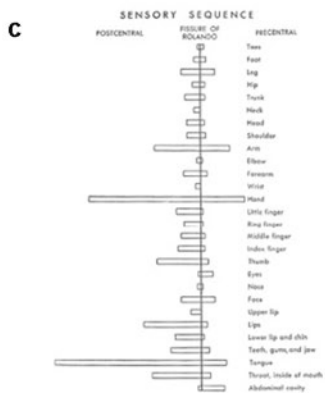 C
SENSORY SEQUENCE
POSTCENTRAL
FISSURE OF
ROLANDO
PRECENTRAL
Toes
Foot
Leg
Hip
Trunk
Neck
Head
Shoulder
Arm
Elbow
Forearm
Wrist
Hand
Little finger
Ring finger
Middle finger
Index finger
Thumb
Eyes
Nose
Face
Upper lip
Lips
Lower lip and chin
Teeth, gums, and jaw
Tongue
Throat, inside of mouth
Abdominal cavity